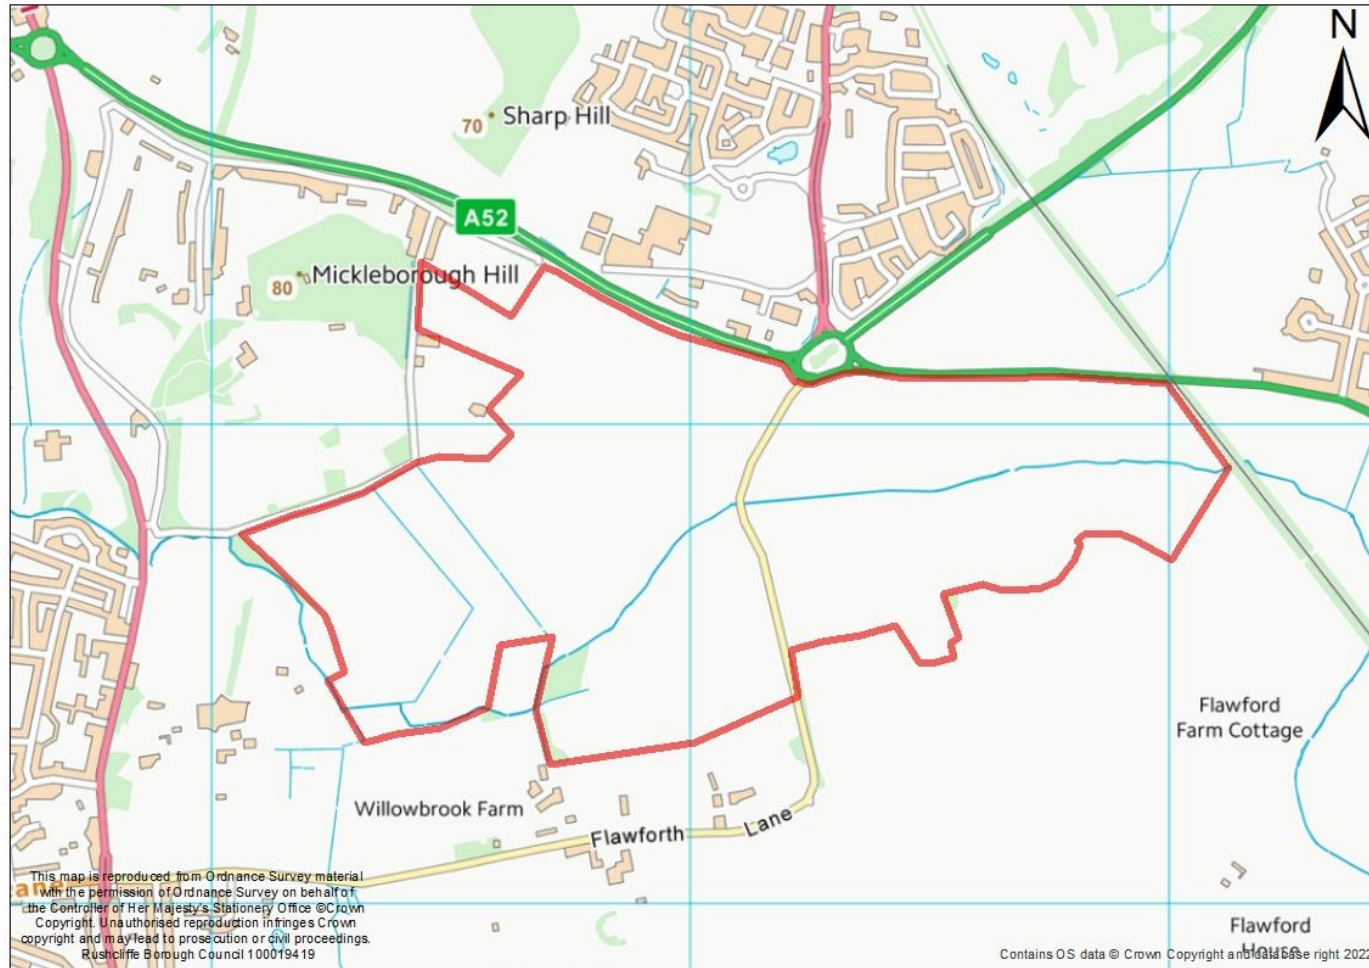 N
70 Sharp Hill
A52
80 Mickleborough Hill
Flawford
Farm Cottage
Willowbrook Farm
Flawforth Lane
ane
This map is reproduced from Ordnance Survey material
with the permission of Ordnance Survey on behalf of
the Controller of Her Majesty's Stationery Office © Crown
Copyright. Unauthorised reproduction infringes Crown
copyright and may lead to prosecution or civil proceedings.
Rushcliffe Borough Council 100019419
Flawford
House
Contains OS data © Crown Copyright and database right 2022